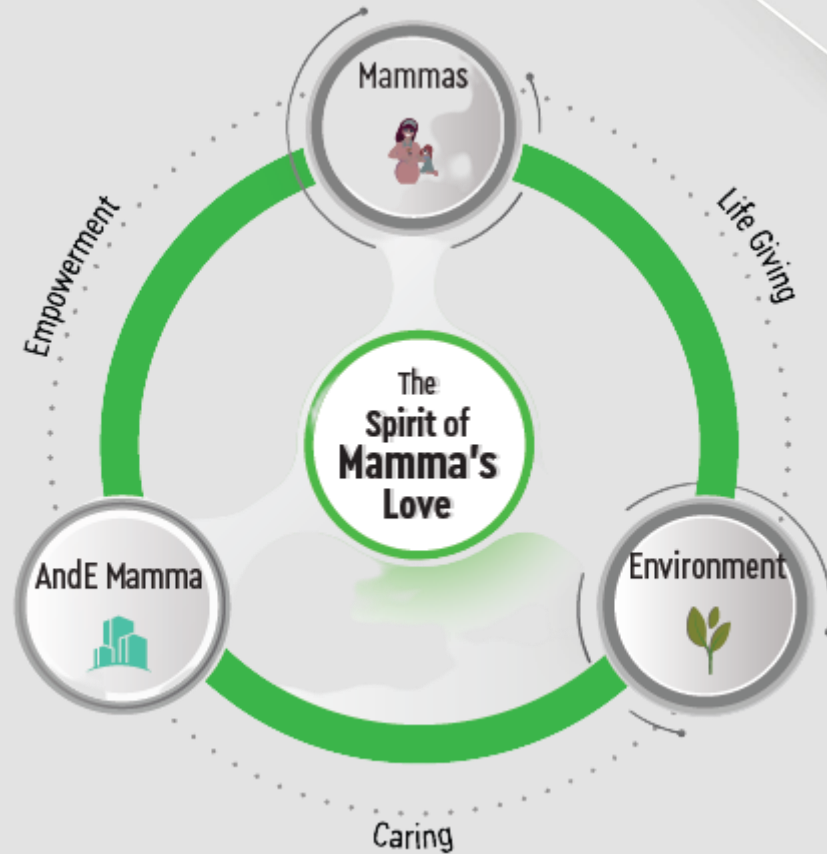 Mammas
Empowerment
Life Giving
The
Spirit of
Mamma's
Love
AndE Mamma
Environment
Caring